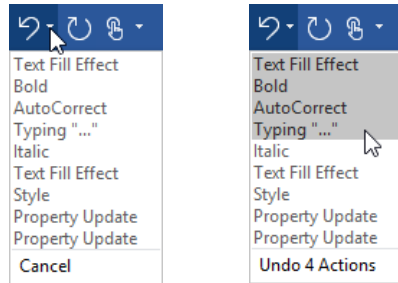 Text Fill Effect
Bold
AutoCorrect
Typing "..."
Italic
Text Fill Effect
Style
Property Update
Property Update
Cancel
Text Fill Effect
Bold
AutoCorrect
Typing "..."
Italic
Text Fill Effect
Style
Property Update
Property Update
Undo 4 Actions